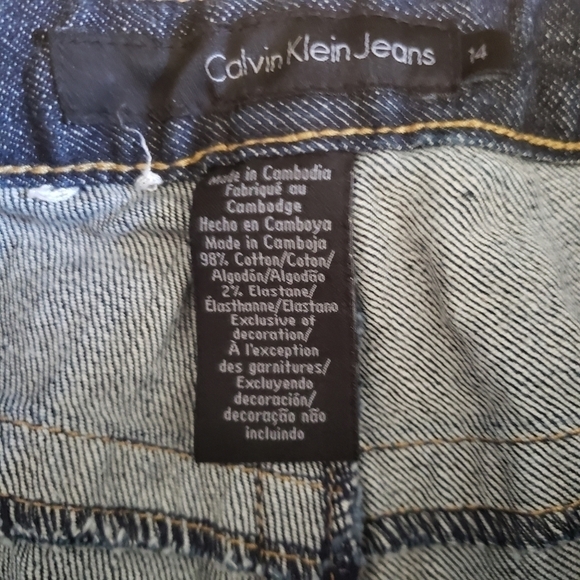 Calvin Klein Jeans
14
Made in Cambodia
Fabriqué au
Cambodge
Hecho en Camboya
Made in Camboja
98% Cotton/Coton/
Algodón/Algodão
2% Elastane/
Élasthanne/Elastano
Exclusive of
decoration/
À l'exception
des garnitures/
Excluyendo
decoración/
decoração não
incluindo